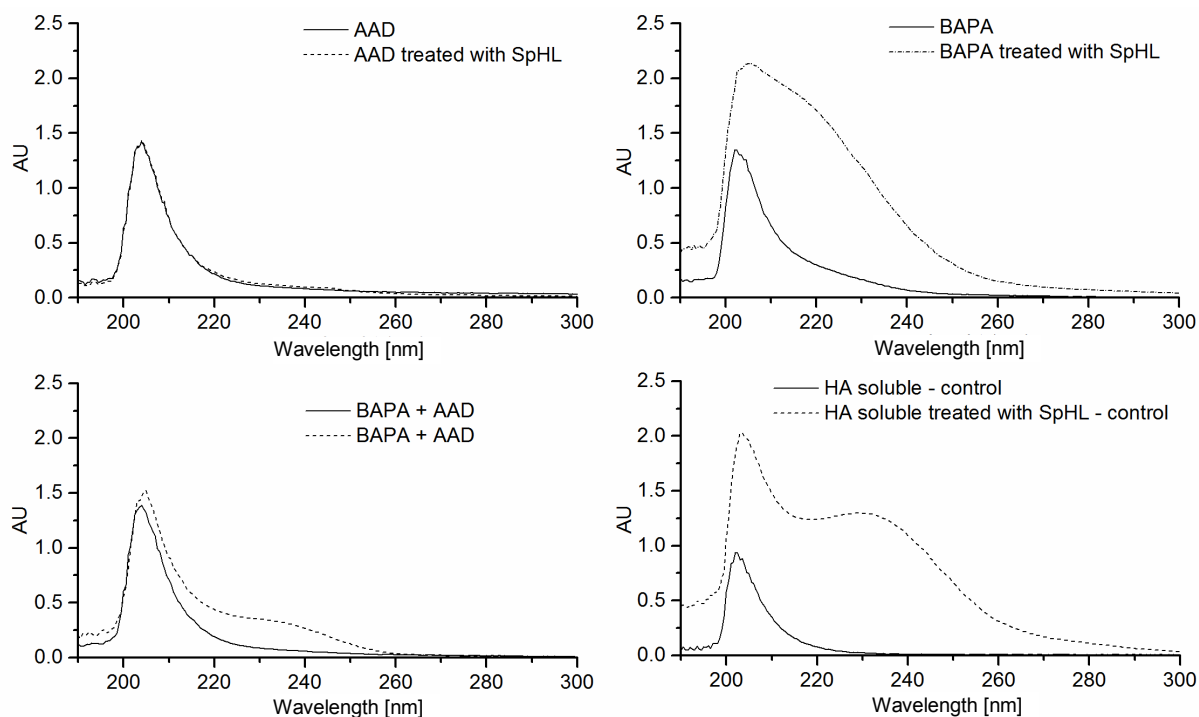 AAD
AAD treated with SpHL
2.5
2.0
1.5
1.0
0.5
0.0
AU
200 220 240 260 280 300
Wavelength [nm]
BAPA
BAPA treated with SpHL
2.5
2.0
1.5
1.0
0.5
0.0
AU
200 220 240 260 280 300
Wavelength [nm]
BAPA + AAD
BAPA + AAD
2.5
2.0
1.5
1.0
0.5
0.0
AU
200 220 240 260 280 300
Wavelength [nm]
HA soluble - control
HA soluble treated with SpHL - control
2.5
2.0
1.5
1.0
0.5
0.0
AU
200 220 240 260 280 300
Wavelength [nm]